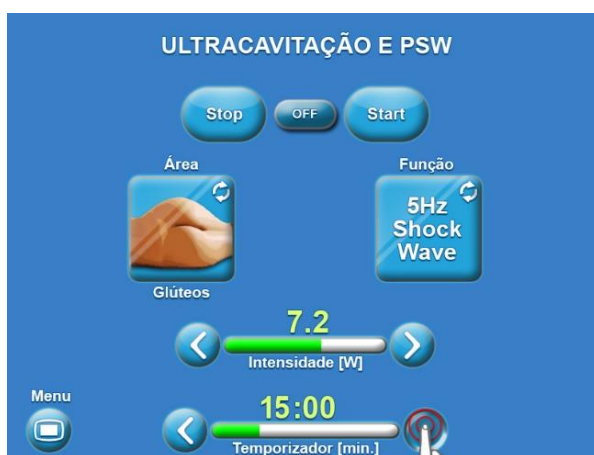 ULTRACAVITAÇÃO E PSW
Stop
OFF
Start
Área
Função
5Hz
Shock
Wave
Glúteos
7.2
Intensidade [W]
Menu
15:00
Temporizador [min.]